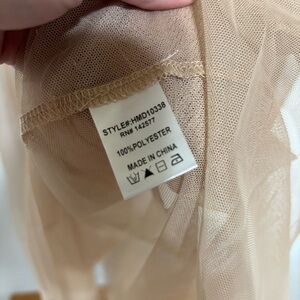 STYLE#:HMD10338
RN# 142577
100%POLYESTER
MADE IN CHINA